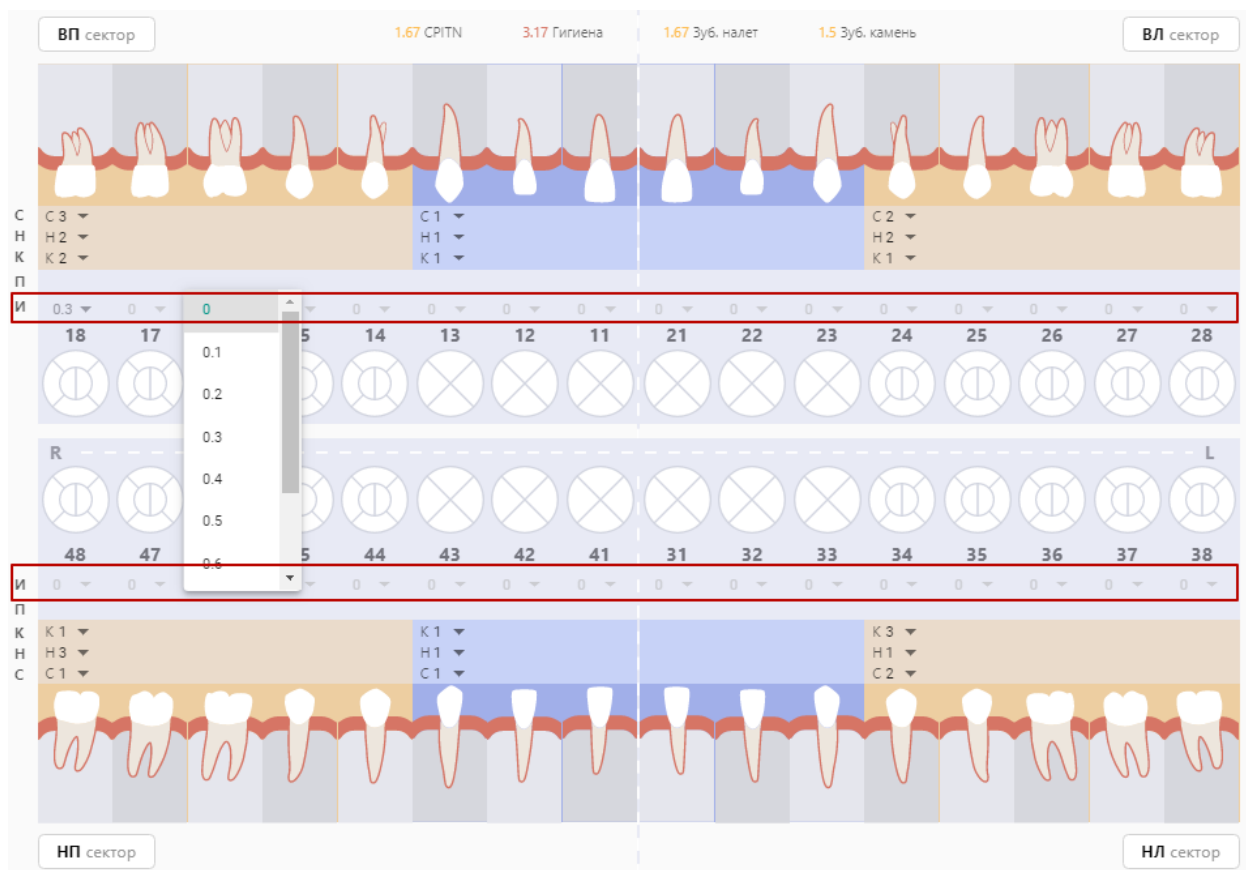 ВП сектор 1.67 CPITN 3.17 Гигиена 1.67 Зуб. налет 1.5 Зуб. камень ВЛ сектор
С С 3 С 1 С 2
Н Н 2 Н 1 Н 2
К К 2 К 1 К 1
П
И 0.3 0 0 0 0 0 0 0 0 0 0 0 0 0 0
18 17 5 14 13 12 11 21 22 23 24 25 26 27 28
0.1
0.2
0.3
0.4
0.5
0.6
R L
48 47 5 44 43 42 41 31 32 33 34 35 36 37 38
И 0 0 0 0 0 0 0 0 0 0 0 0 0 0
П
К К 1 К 1 К 3
Н Н 3 Н 1 Н 1
С С 1 С 1 С 2
НП сектор НЛ сектор